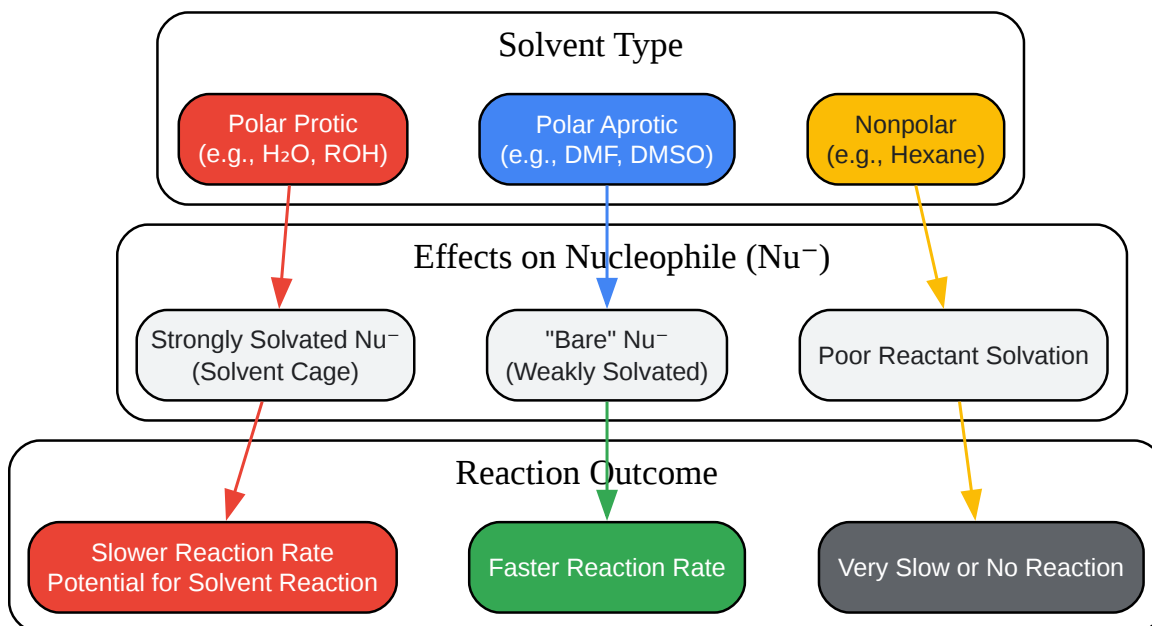 Solvent Type
Polar Protic
(e.g., H₂O, ROH)
Polar Aprotic
(e.g., DMF, DMSO)
Nonpolar
(e.g., Hexane)
Effects on Nucleophile (Nu⁻)
Strongly Solvated Nu⁻
(Solvent Cage)
"Bare" Nu⁻
(Weakly Solvated)
Poor Reactant Solvation
Reaction Outcome
Slower Reaction Rate
Potential for Solvent Reaction
Faster Reaction Rate
Very Slow or No Reaction